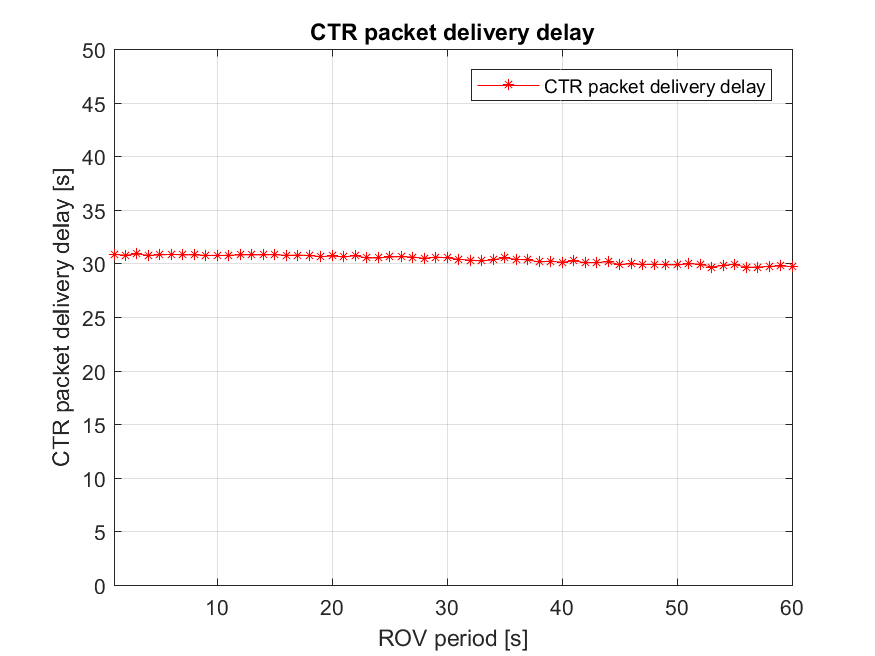 CTR packet delivery delay
CTR packet delivery delay
CTR packet delivery delay [s]
50
45
40
35
30
25
20
15
10
5
0
10 20 30 40 50 60
ROV period [s]